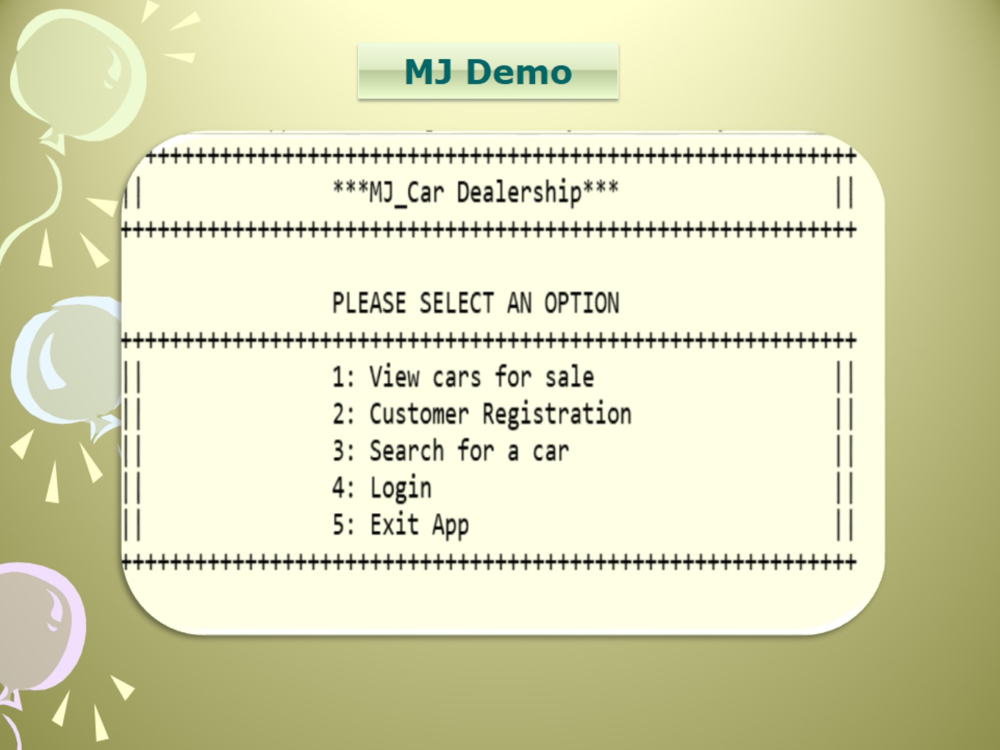 MJ Demo
++++++++++++++++++++++++++++++++++++++++++++++++++++++++++
|| ***MJ_Car Dealership*** ||
+++++++++++++++++++++++++++++++++++++++++++++++++++++++++++
PLEASE SELECT AN OPTION
+++++++++++++++++++++++++++++++++++++++++++++++++++++++++++
|| 1: View cars for sale ||
|| 2: Customer Registration ||
|| 3: Search for a car ||
|| 4: Login ||
|| 5: Exit App ||
+++++++++++++++++++++++++++++++++++++++++++++++++++++++++++